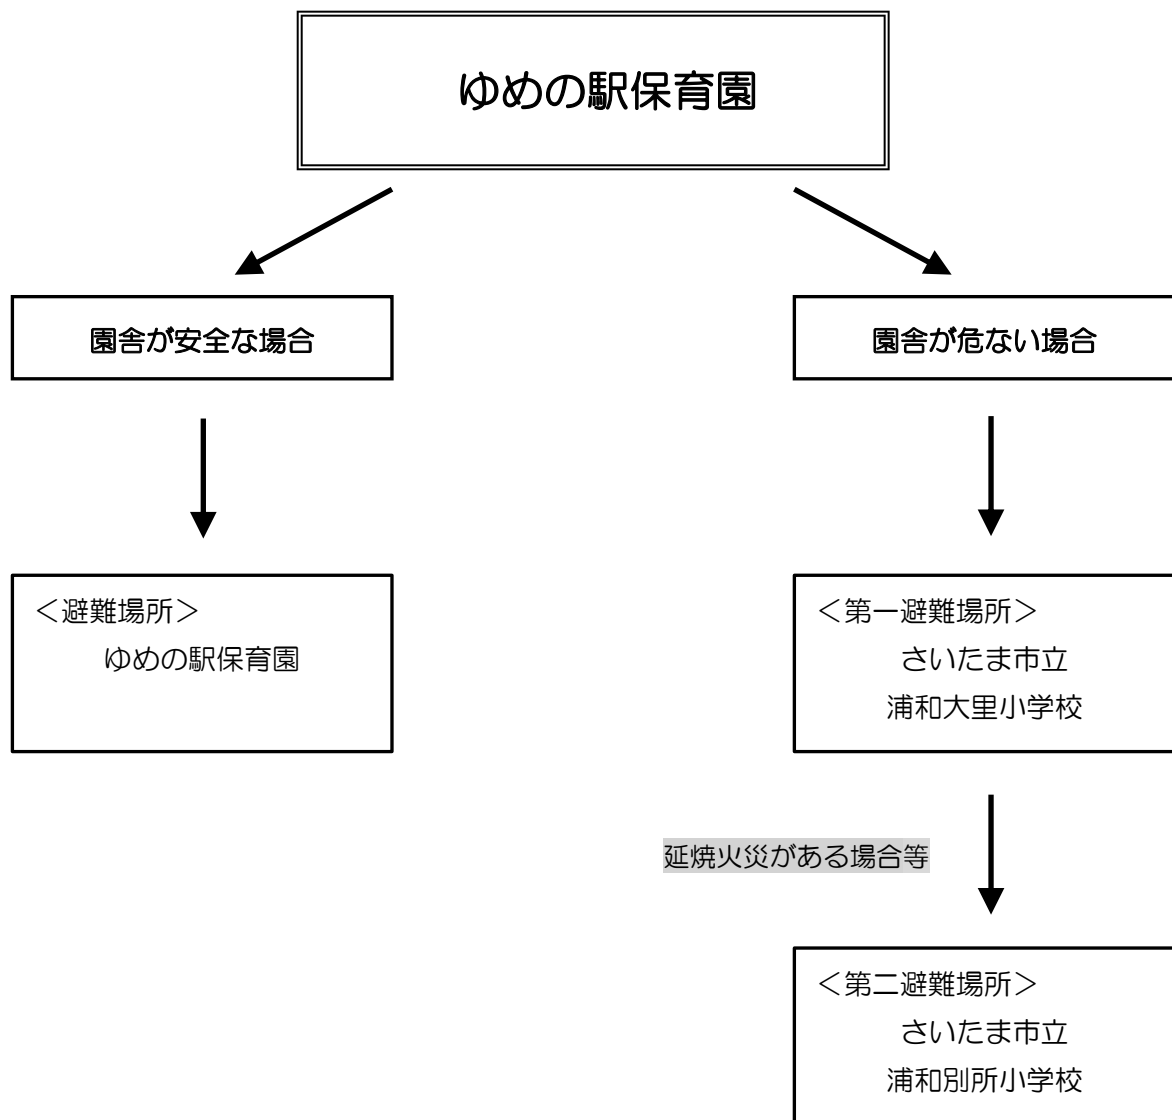 ゆめの駅保育園
園舎が安全な場合
園舎が危ない場合
＜避難場所＞
ゆめの駅保育園
＜第一避難場所＞
さいたま市立
浦和大里小学校
延焼火災がある場合等
＜第二避難場所＞
さいたま市立
浦和別所小学校